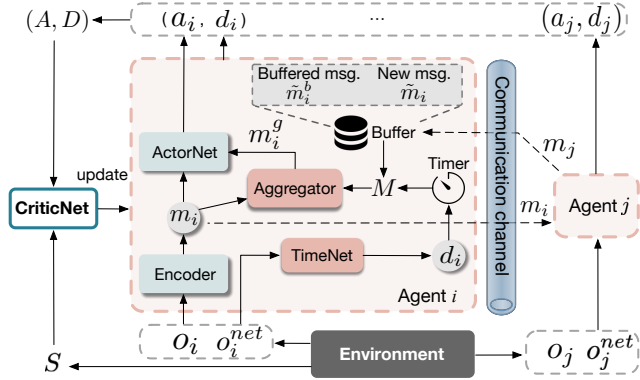 (A, D)
(a_i, d_i)
...
(a_j, d_j)
Buffered msg.
New msg.
m̃_i^b
m̃_i
Buffer
m_i^g
ActorNet
Timer
m_j
update
Aggregator
M
CriticNet
m_i
m_i
Agent j
Communication channel
TimeNet
d_i
Encoder
Agent i
o_i o_i^{net}
Environment
o_j o_j^{net}
S